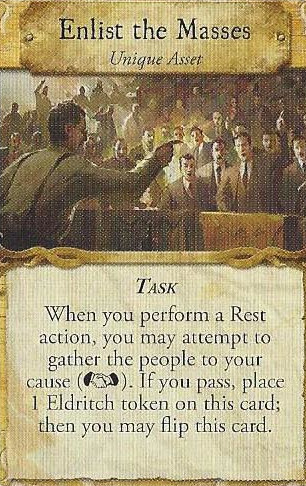 Enlist the Masses
Unique Asset
TASK
When you perform a Rest
action, you may attempt to
gather the people to your
cause (). If you pass, place
1 Eldritch token on this card;
then you may flip this card.